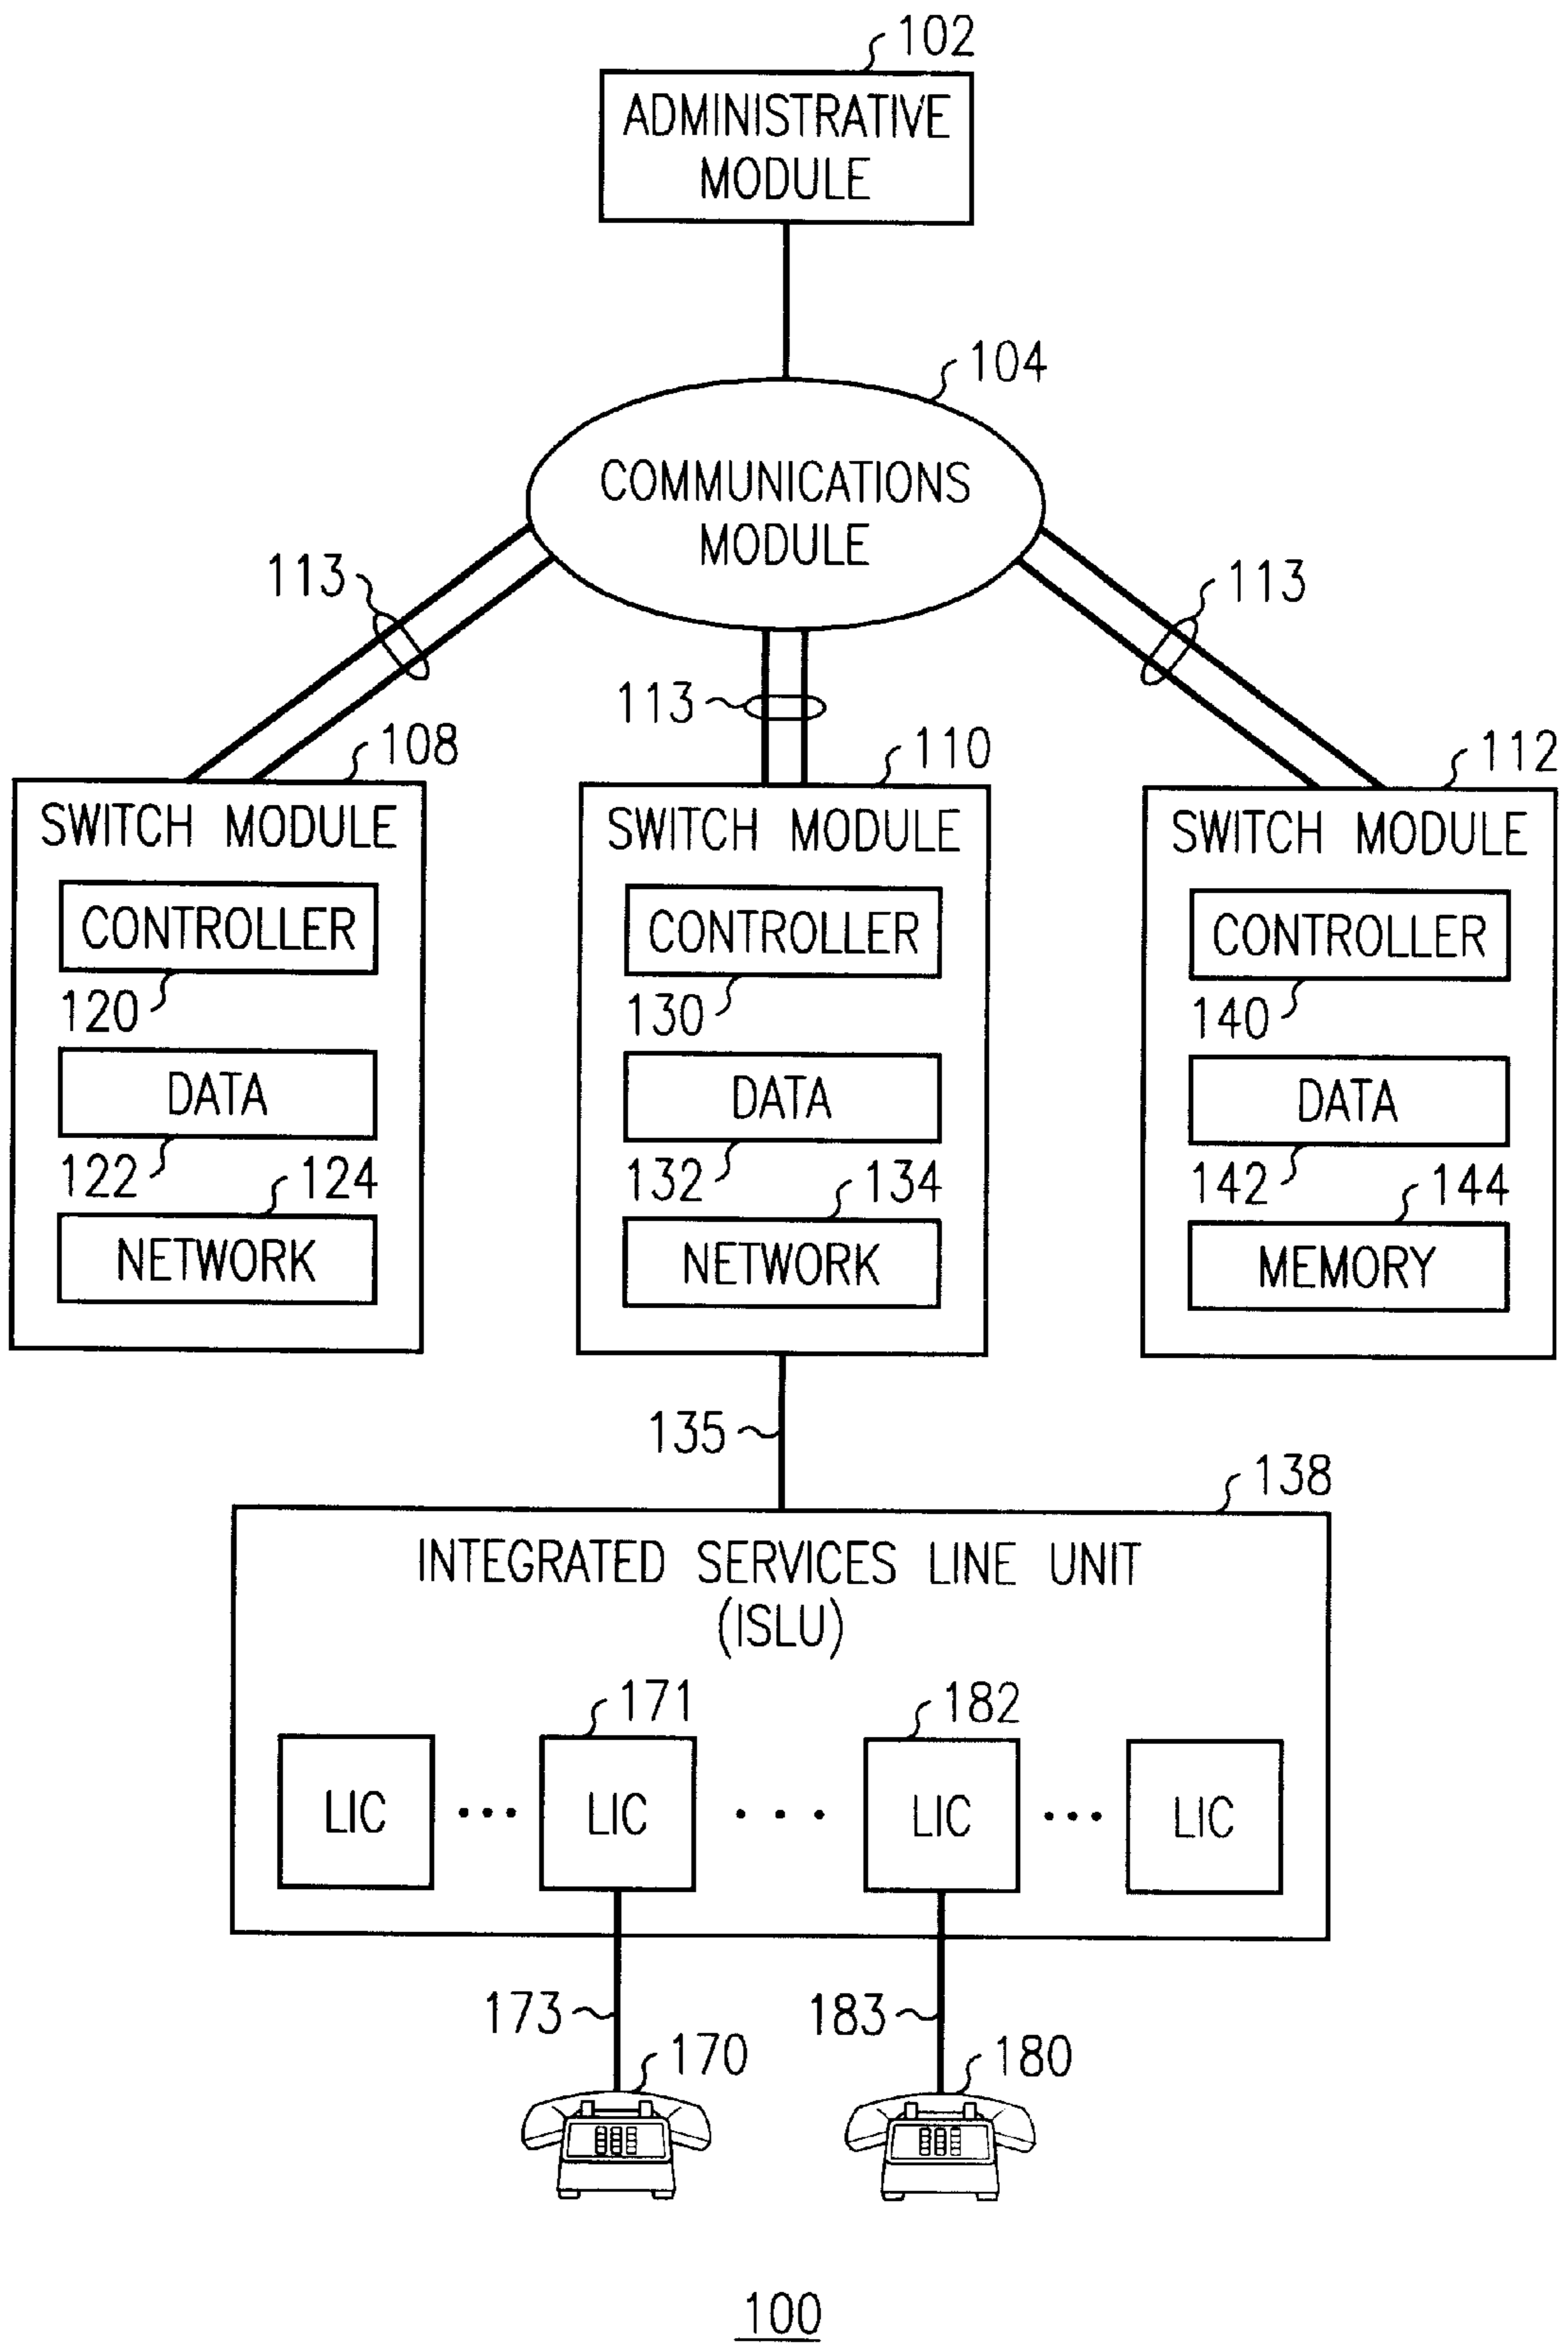 102
ADMINISTRATIVE
MODULE
104
COMMUNICATIONS
MODULE
113
113
113
108
110
112
SWITCH MODULE
CONTROLLER
120
DATA
122
124
NETWORK
SWITCH MODULE
CONTROLLER
130
DATA
132
134
NETWORK
SWITCH MODULE
CONTROLLER
140
DATA
142
144
MEMORY
135
138
INTEGRATED SERVICES LINE UNIT
(ISLU)
171
182
LIC ... LIC ... LIC ... LIC
173
183
170
180
100